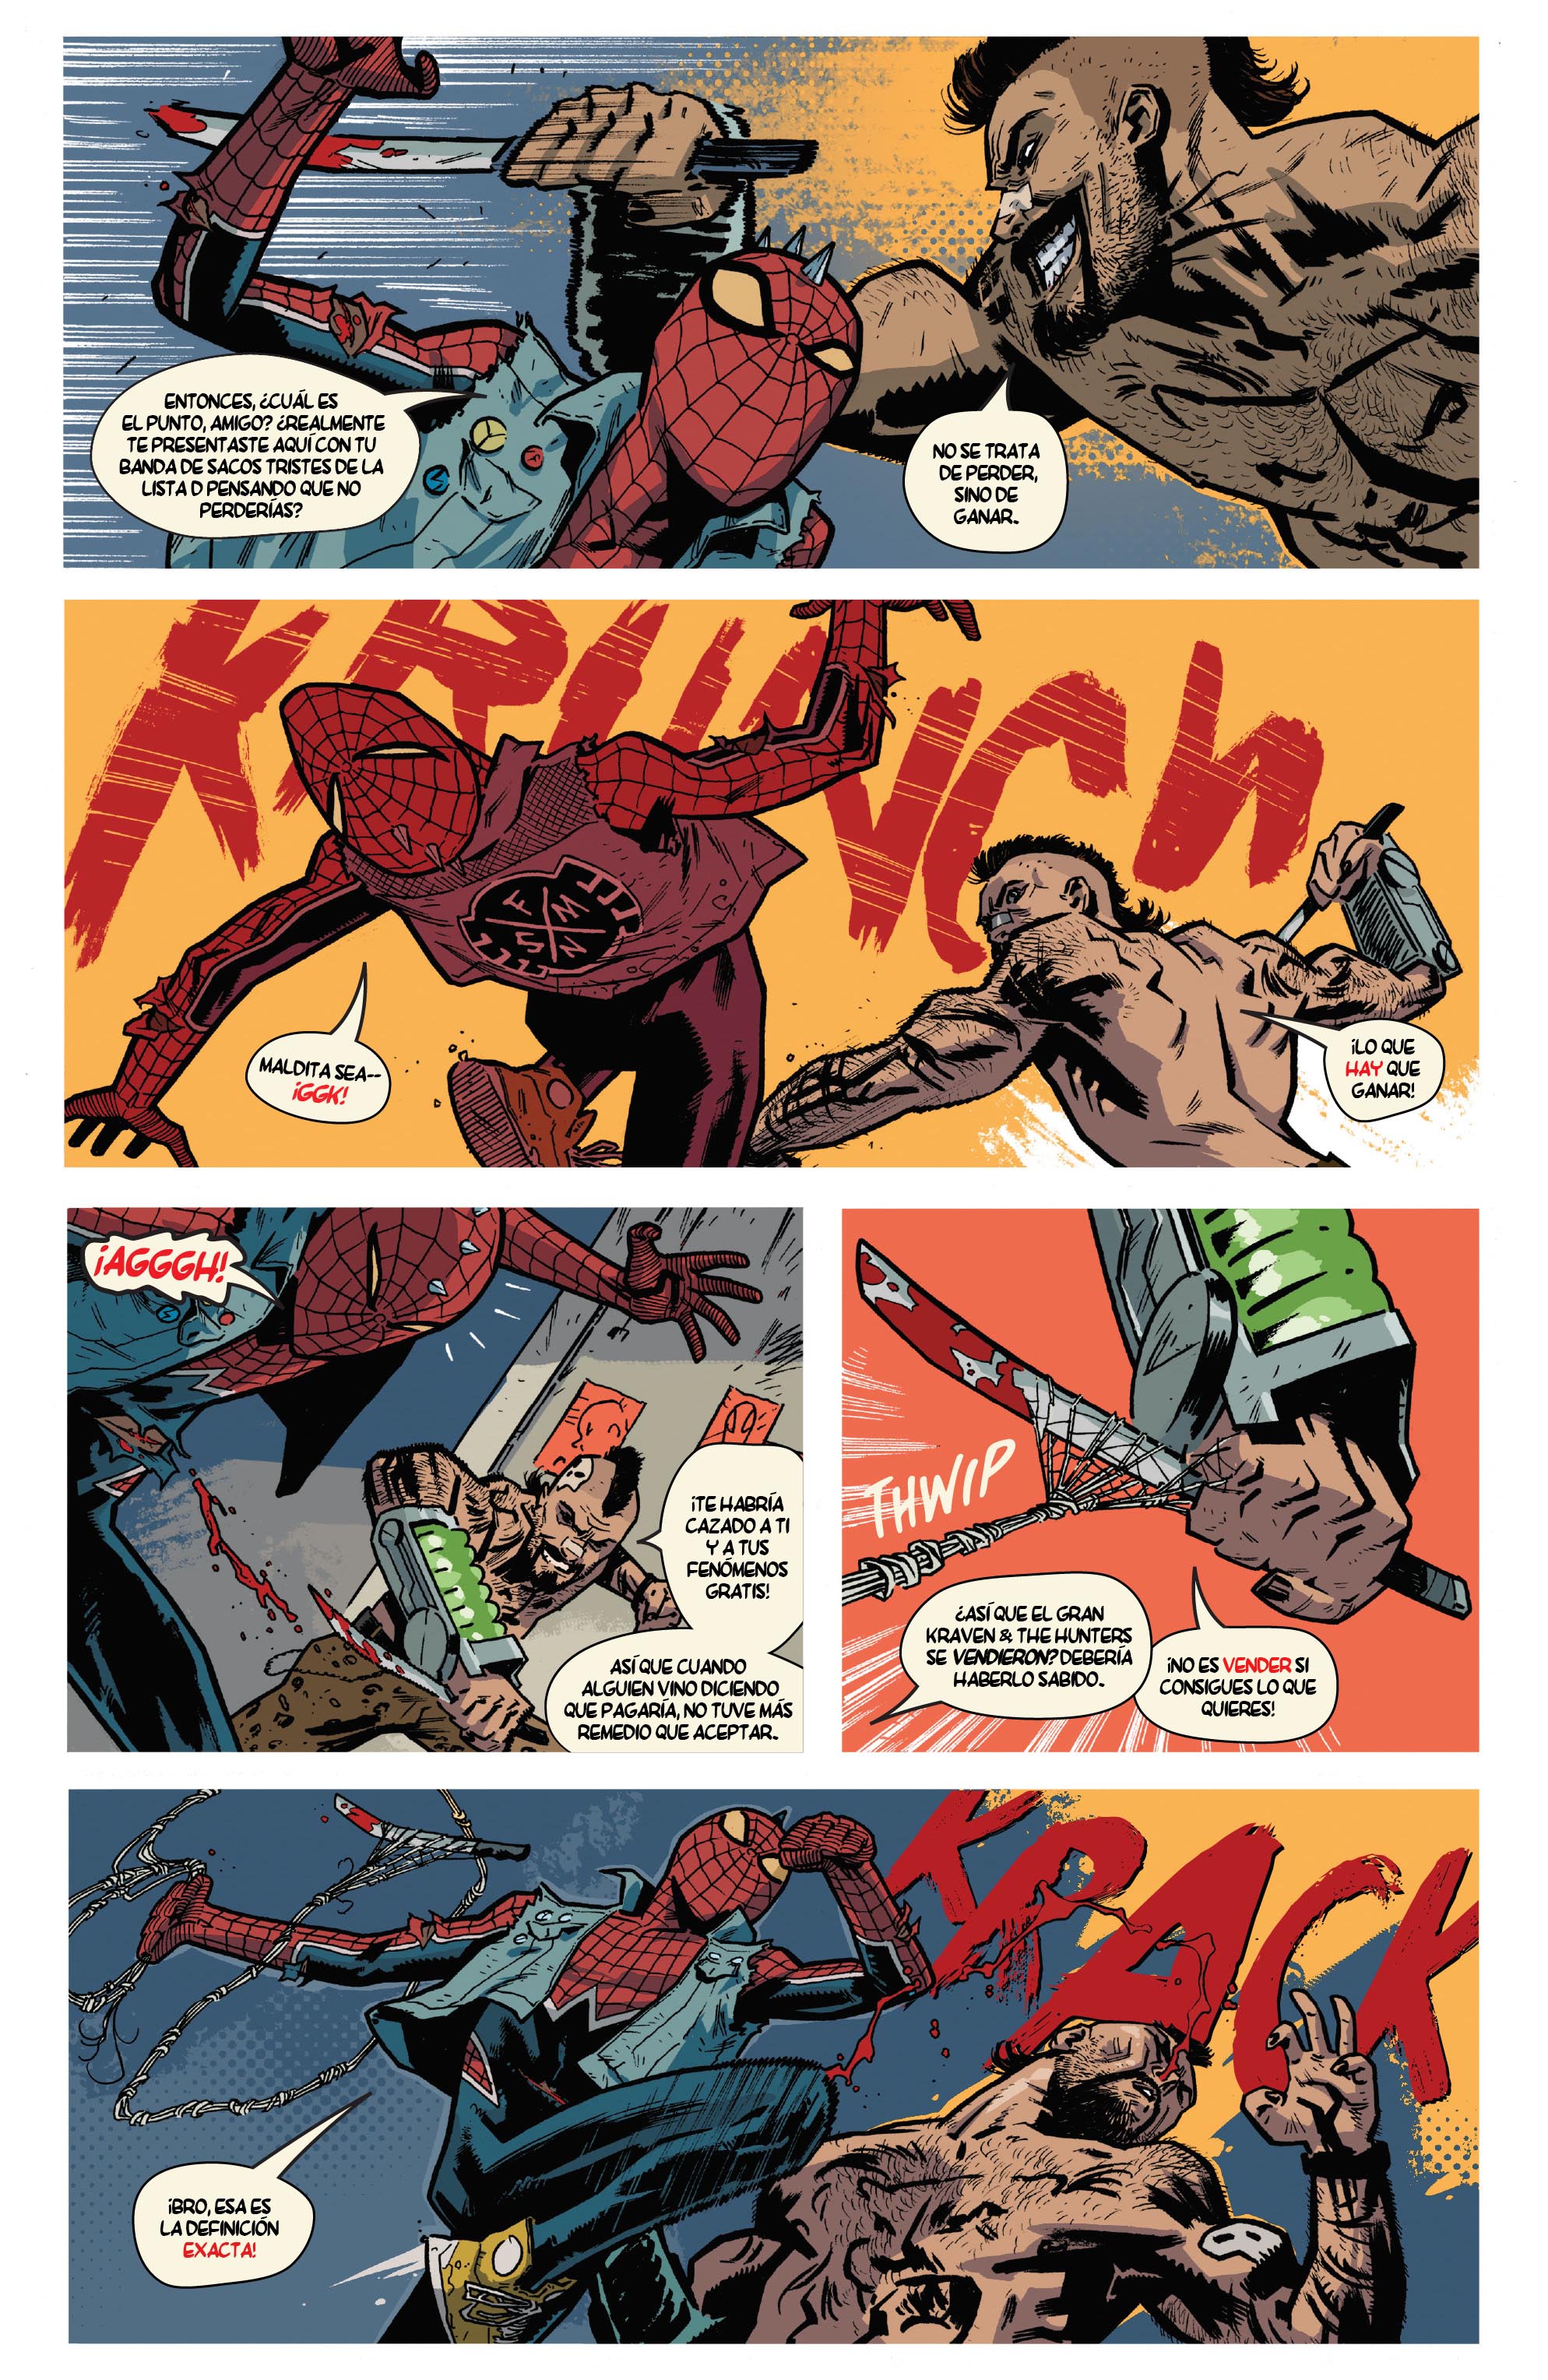 ENTONCES, ¿CUÁL ES
EL PUNTO, AMIGO? ¿REALMENTE
TE PRESENTASTE AQUÍ CON TU
BANDA DE SACOS TRISTES DE LA
LISTA D PENSANDO QUE NO
PERDERÍAS?
NO SE TRATA
DE PERDER,
SINO DE
GANAR.
KRUNCH
F M S N
MALDITA SEA--
¡GGK!
¡LO QUE
HAY QUE
GANAR!
¡AGGGH!
¡TE HABRÍA
CAZADO A TI
Y A TUS
FENÓMENOS
GRATIS!
ASÍ QUE CUANDO
ALGUIEN VINO DICIENDO
QUE PAGARÍA, NO TUVE MÁS
REMEDIO QUE ACEPTAR.
THWIP
¿ASÍ QUE EL GRAN
KRAVEN & THE HUNTERS
SE VENDIERON? DEBERÍA
HABERLO SABIDO.
¡NO ES VENDER SI
CONSIGUES LO QUE
QUIERES!
KRACK
¡BRO, ESA ES
LA DEFINICIÓN
EXACTA!